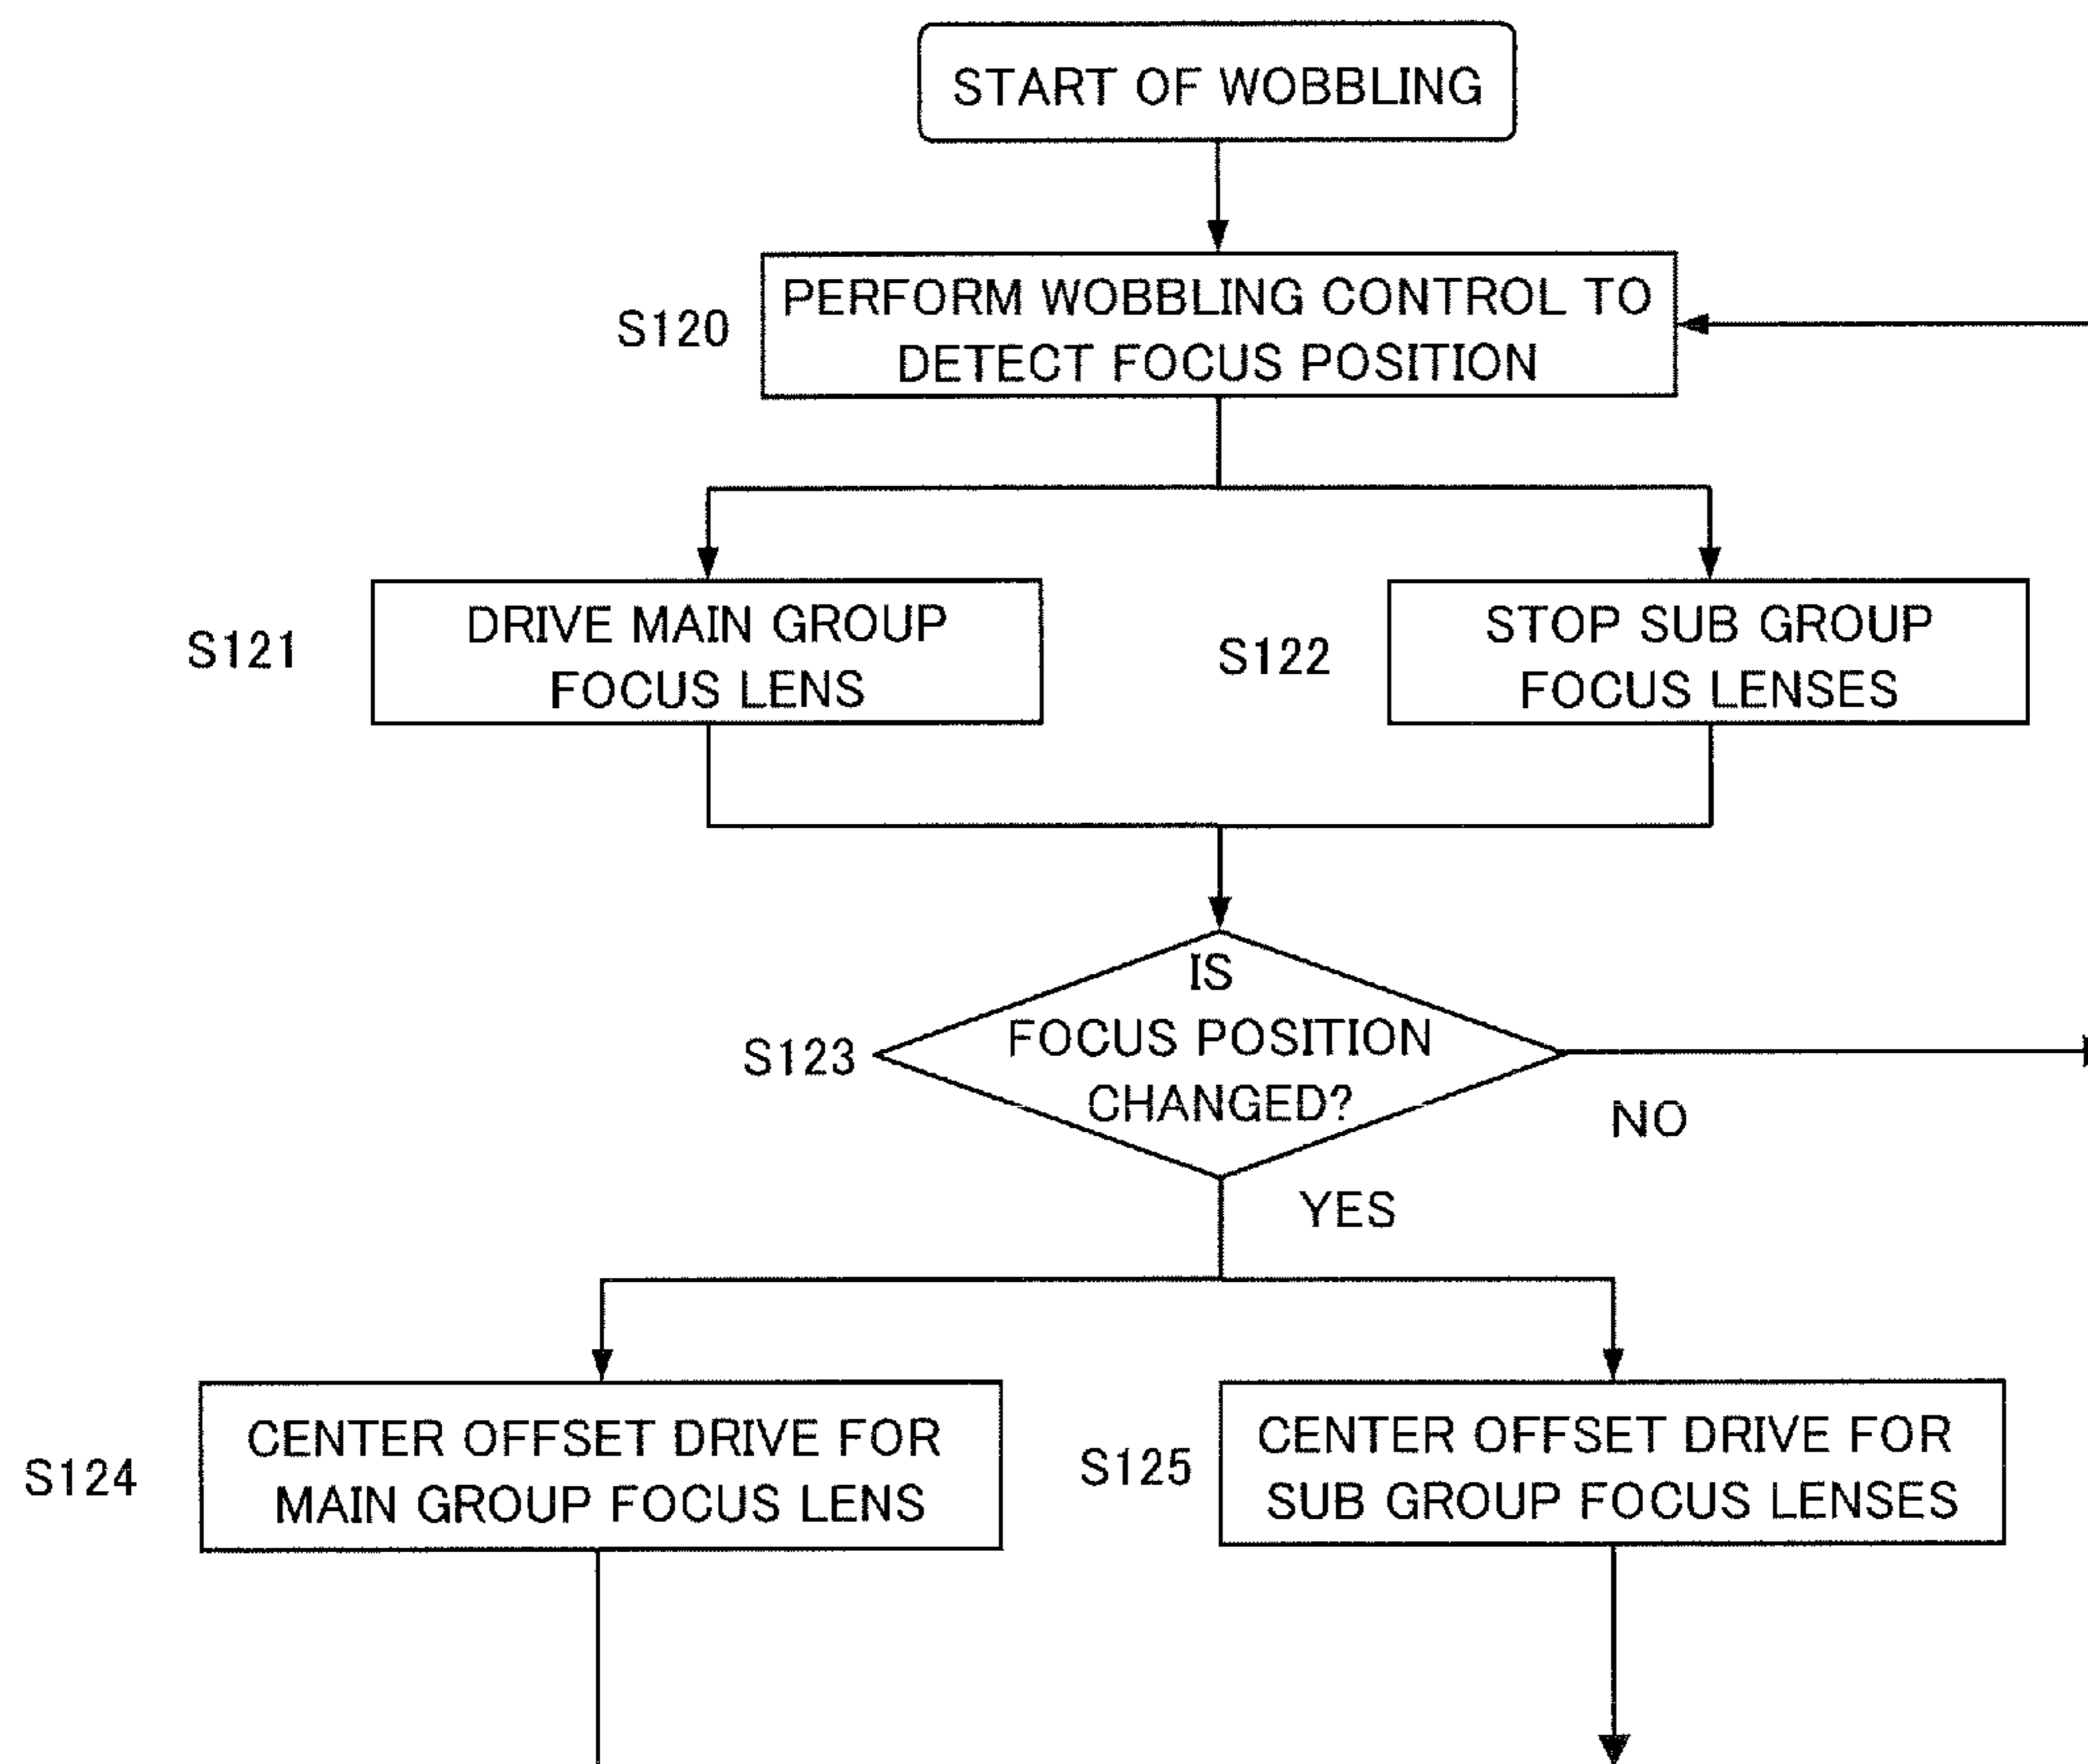 START OF WOBBLING
S120
PERFORM WOBBLING CONTROL TO
DETECT FOCUS POSITION
S121
DRIVE MAIN GROUP
FOCUS LENS
S122
STOP SUB GROUP
FOCUS LENSES
S123
IS
FOCUS POSITION
CHANGED?
NO
YES
S124
CENTER OFFSET DRIVE FOR
MAIN GROUP FOCUS LENS
S125
CENTER OFFSET DRIVE FOR
SUB GROUP FOCUS LENSES